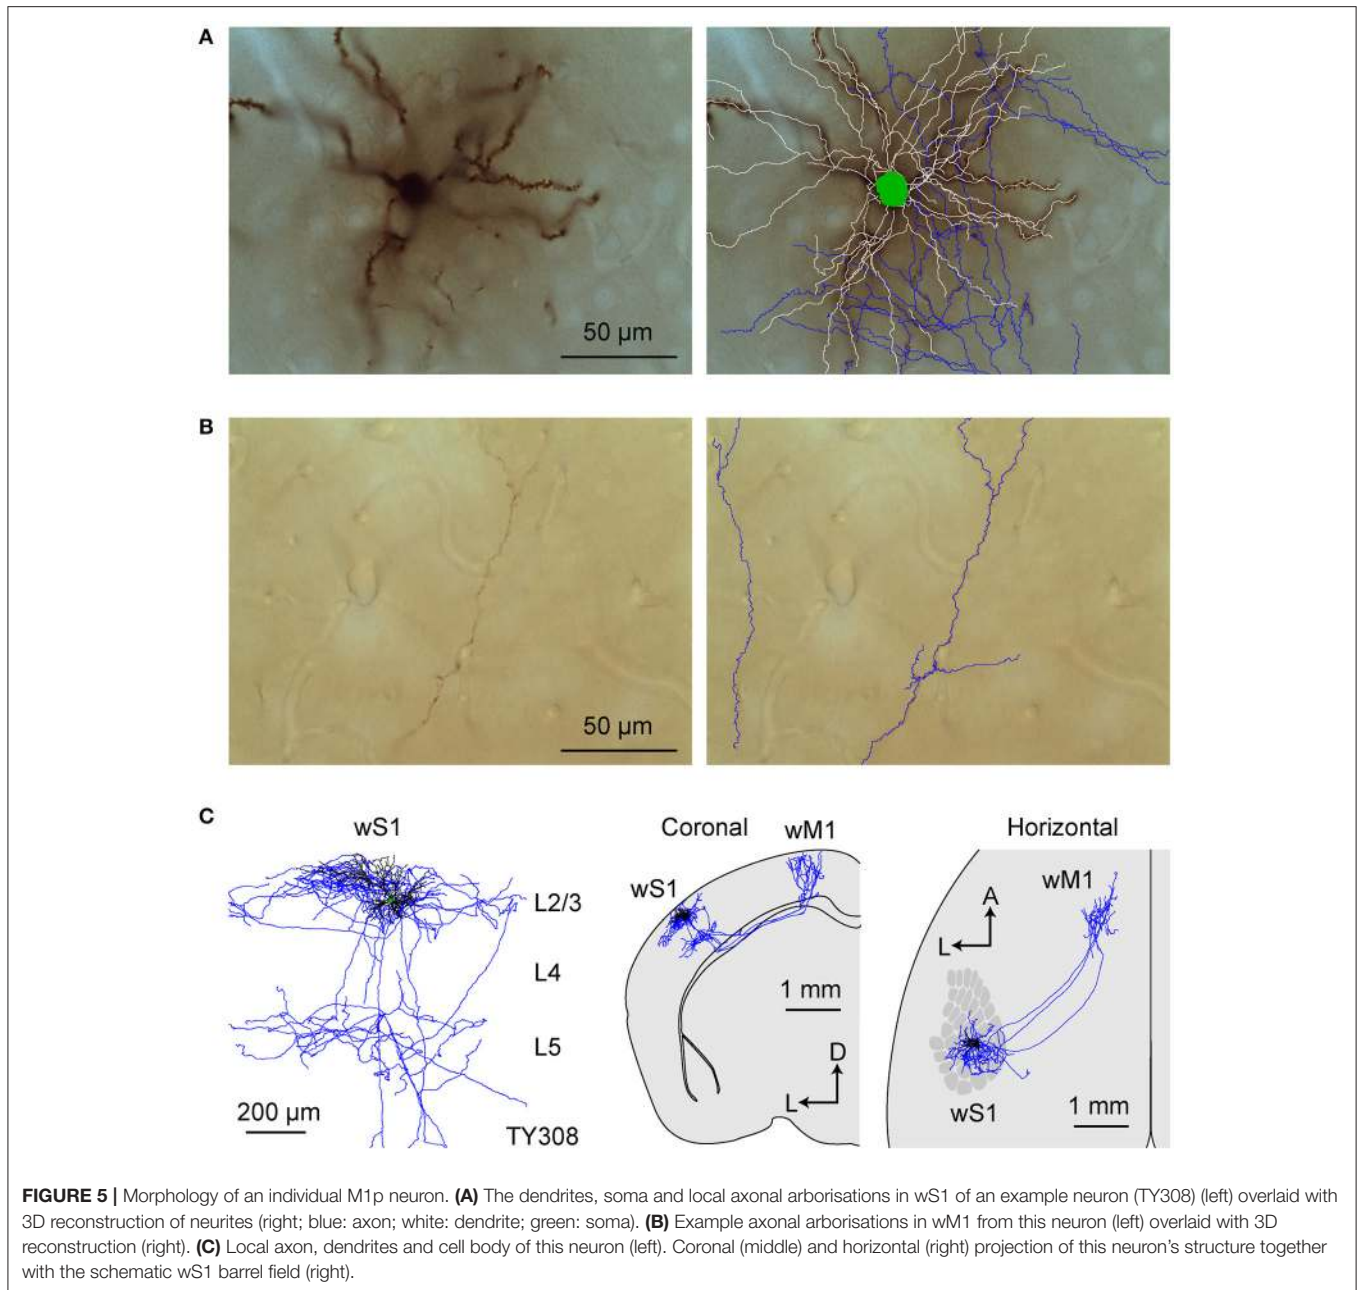 A
50 µm
B
50 µm
C
wS1
L2/3
L4
L5
200 µm
TY308
Coronal
wM1
wS1
1 mm
D
L
Horizontal
wM1
A
L
wS1
1 mm
FIGURE 5 | Morphology of an individual M1p neuron. (A) The dendrites, soma and local axonal arborisations in wS1 of an example neuron (TY308) (left) overlaid with
3D reconstruction of neurites (right; blue: axon; white: dendrite; green: soma). (B) Example axonal arborisations in wM1 from this neuron (left) overlaid with 3D
reconstruction (right). (C) Local axon, dendrites and cell body of this neuron (left). Coronal (middle) and horizontal (right) projection of this neuron's structure together
with the schematic wS1 barrel field (right).